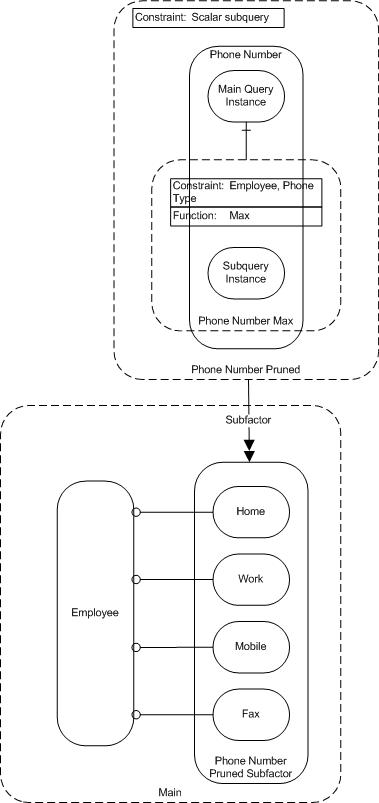 Constraint: Scalar subquery
Phone Number
Main Query
Instance
Constraint: Employee, Phone
Type
Function: Max
Subquery
Instance
Phone Number Max
Phone Number Pruned
Subfactor
Home
Work
Employee
Mobile
Fax
Phone Number
Pruned Subfactor
Main